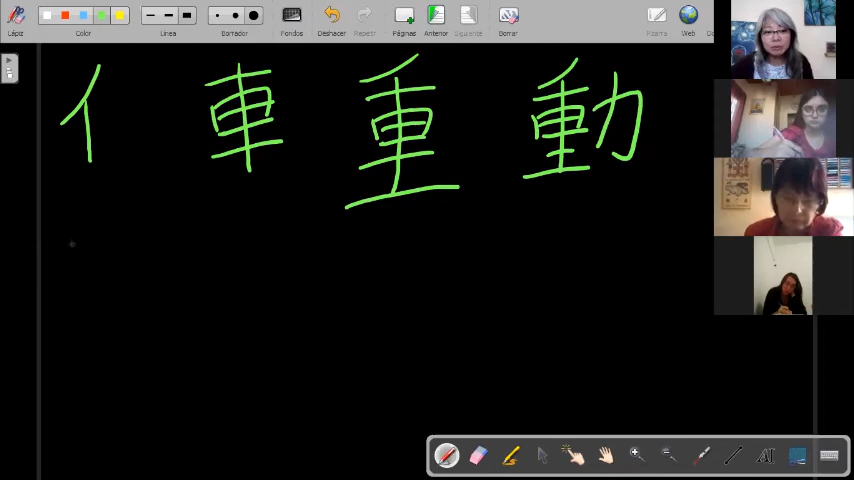 Lápiz Color Línea Borrador Fondos Deshacer Repetir Páginas Anterior Siguiente Borrar Pizarra Web
亻 車 重 動